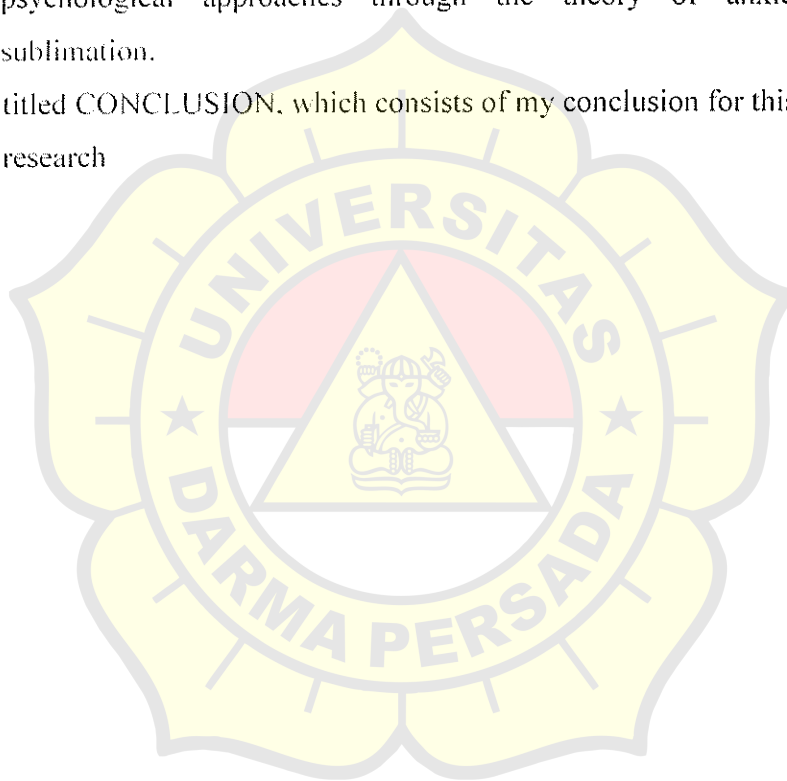 psychological approaches through the theory of
sublimation.
titled CONCLUSION, which consists of my conclusion for this
research
UNIVERSITAS
DARMA PERSADA